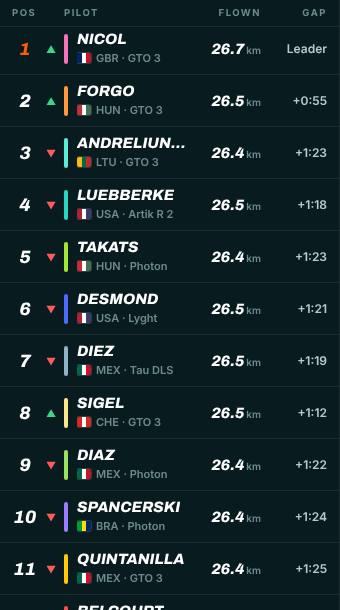 POS PILOT FLOWN GAP
1 NICOL 26.7 km Leader
GBR · GTO 3
2 FORGO 26.5 km +0:55
HUN · GTO 3
3 ANDRELIUN... 26.4 km +1:23
LTU · GTO 3
4 LUEBBERKE 26.5 km +1:18
USA · Artik R 2
5 TAKATS 26.4 km +1:23
HUN · Photon
6 DESMOND 26.5 km +1:21
USA · Lyght
7 DIEZ 26.5 km +1:19
MEX · Tau DLS
8 SIGEL 26.5 km +1:12
CHE · GTO 3
9 DIAZ 26.4 km +1:22
MEX · Photon
10 SPANCERSKI 26.4 km +1:24
BRA · Photon
11 QUINTANILLA 26.4 km +1:25
MEX · GTO 3